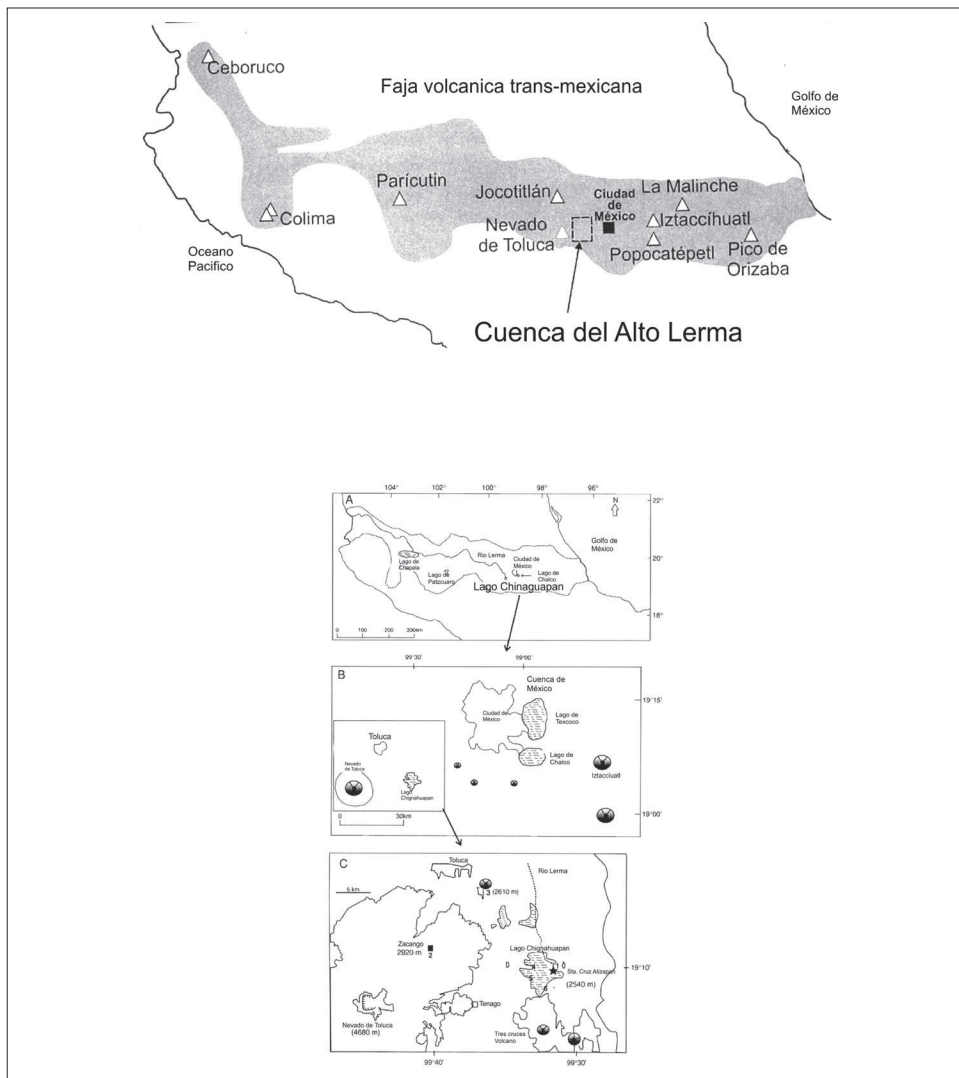 Ceboruco
Faja volcanica trans-mexicana
Golfo de
México
Parícutin
Jocotitlán
Ciudad
de
México
La Malinche
Colima
Nevado
de Toluca
Iztaccíhuatl
Popocatépetl
Pico de
Orizaba
Oceano
Pacifico
Cuenca del Alto Lerma
104°
102°
100°
98°
96°
A
N
22°
Golfo de
México
Rio Lerma
Ciudad de
México
20°
Lago de
Chapala
Lago de
Patzcuaro
Lago de
Chalco
Lago Chinaguapan
18°
0 100 200 300km
99°30'
99°00'
B
Cuenca de
México
19°15'
Ciudad de
México
Lago de
Texcoco
Toluca
Lago de
Chalco
Nevado
de Toluca
Iztacciuatl
Lago
Chignahuapan
19°00'
0 30km
C
Toluca
Rio Lerma
5 km
3 (2610 m)
Zacango
2920 m
2
Lago Chignahuapan
19°10'
Sta. Cruz Atizapan
(2540 m)
Tenago
Nevado de Toluca
(4680 m)
Tres cruces
Volcano
99°40'
99°30'